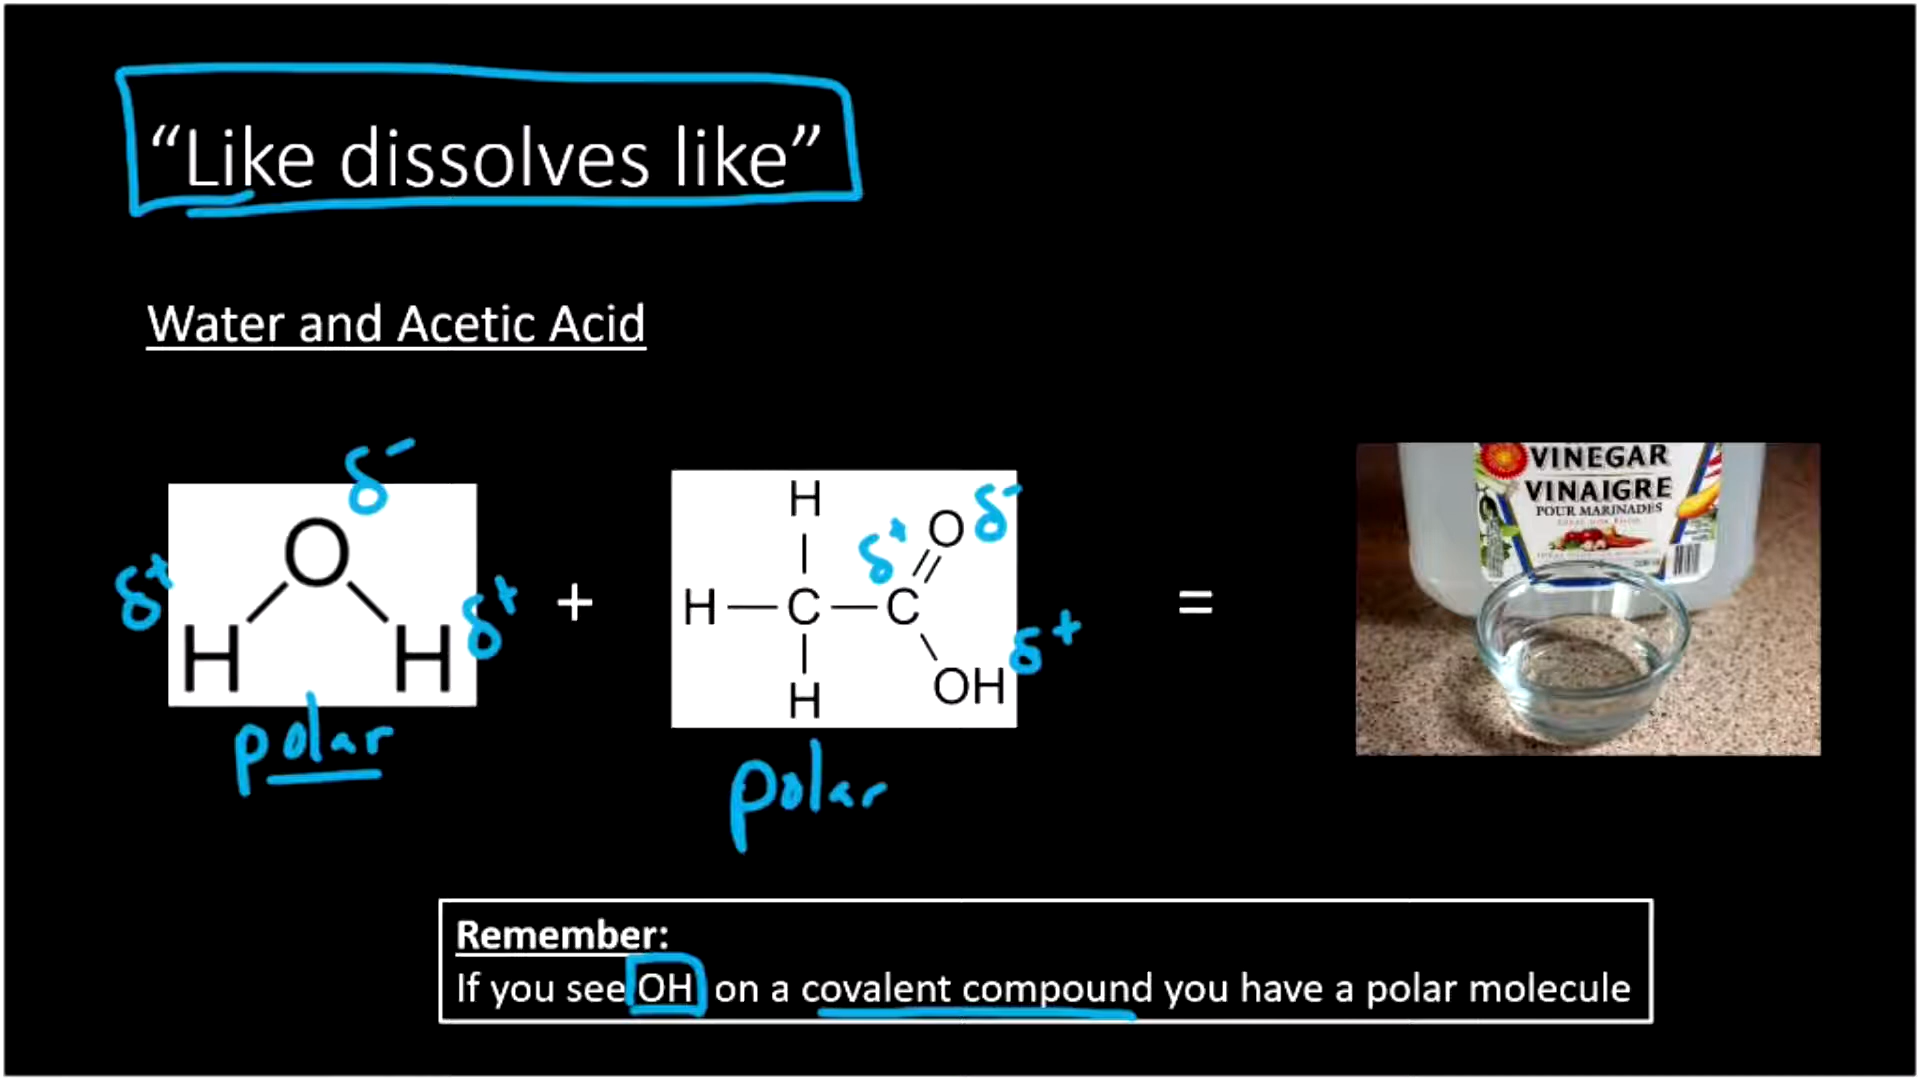 “Like dissolves like”
Water and Acetic Acid
δ-
O
δ+ H H δ+
polar
+
H
δ+ O δ-
H — C — C
OH δ+
H
polar
=
VINEGAR
VINAIGRE
POUR MARINADES
Remember:
If you see OH on a covalent compound you have a polar molecule